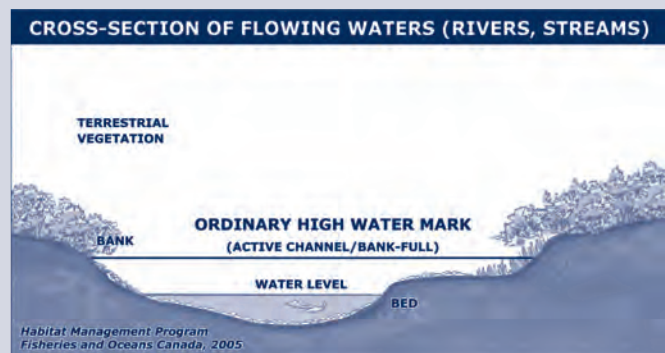 CROSS-SECTION OF FLOWING WATERS (RIVERS, STREAMS)
TERRESTRIAL
VEGETATION
ORDINARY HIGH WATER MARK
BANK
(ACTIVE CHANNEL/BANK-FULL)
WATER LEVEL
BED
Habitat Management Program
Fisheries and Oceans Canada, 2005